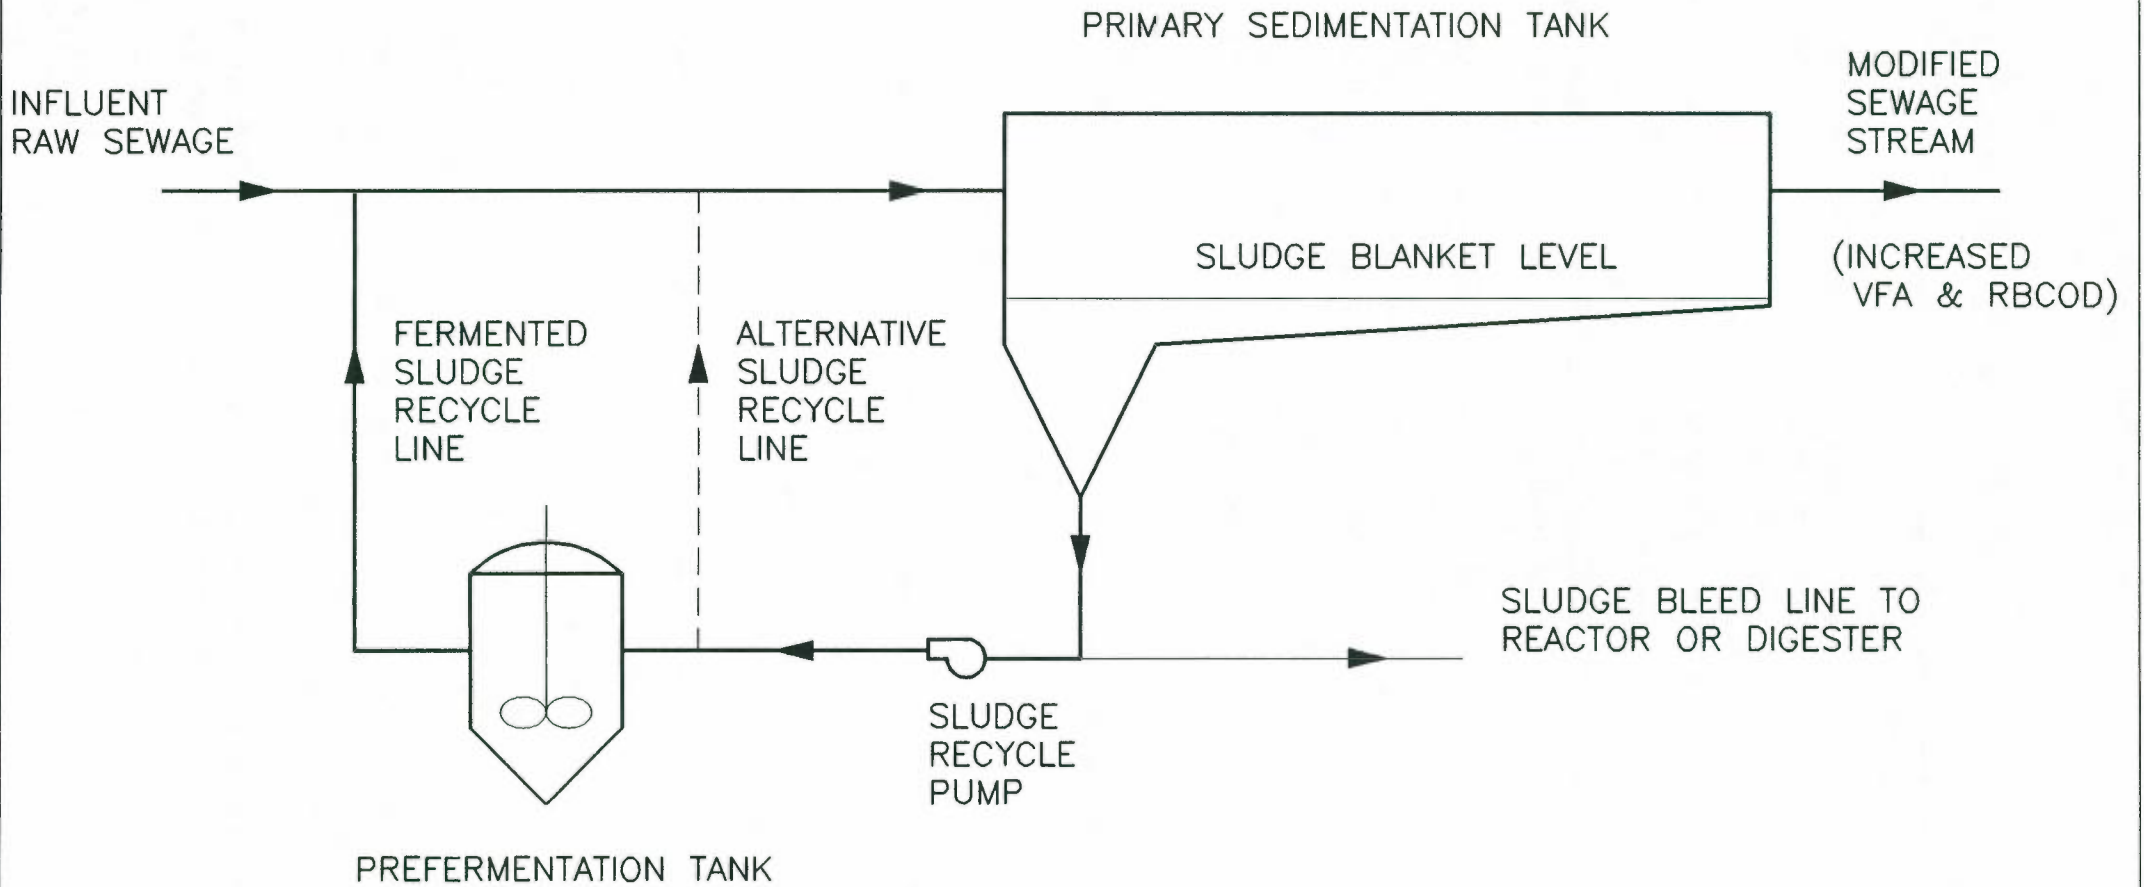 PRIMARY SEDIMENTATION TANK
MODIFIED
SEWAGE
STREAM
INFLUENT
RAW SEWAGE
SLUDGE BLANKET LEVEL
(INCREASED
VFA & RBCOD)
FERMENTED
SLUDGE
RECYCLE
LINE
ALTERNATIVE
SLUDGE
RECYCLE
LINE
SLUDGE BLEED LINE TO
REACTOR OR DIGESTER
SLUDGE
RECYCLE
PUMP
PREFERMENTATION TANK